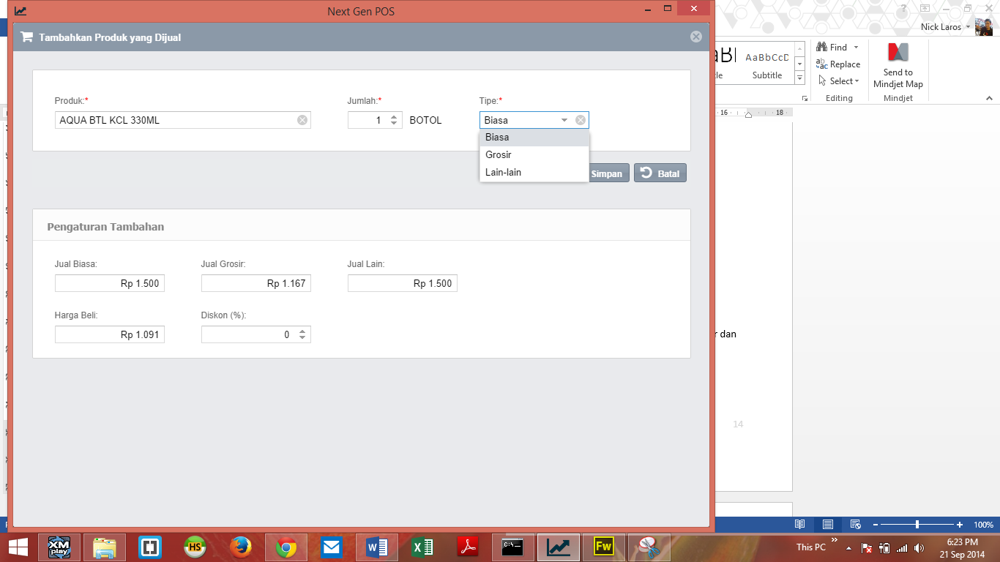 Next Gen POS
Tambahkan Produk yang Dijual
Produk:* Jumlah:* Tipe:*
AQUA BTL KCL 330ML 1 BOTOL Biasa
Biasa
Grosir
Lain-lain
Simpan Batal
Pengaturan Tambahan
Jual Biasa: Jual Grosir: Jual Lain:
Rp 1.500 Rp 1.167 Rp 1.500
Harga Beli: Diskon (%):
Rp 1.091 0
Nick Laros
AaBbCcD
Subtitle
Find
Replace
Select
Editing
Send to
Mindjet Map
Mindjet
16 18
dan
14
100%
XM
play
HS
C:\
Fw
This PC
6:23 PM
21 Sep 2014